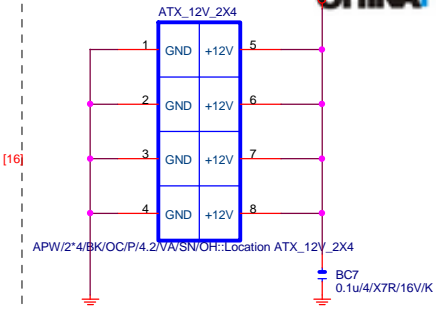 ATX_12V_2X4
1 GND +12V 5
2 GND +12V 6
[16]
3 GND +12V 7
4 GND +12V 8
APW/2*4/BK/OC/P/4.2/VA/SN/OH::Location ATX_12V_2X4
BC7
0.1u/4/X7R/16V/K